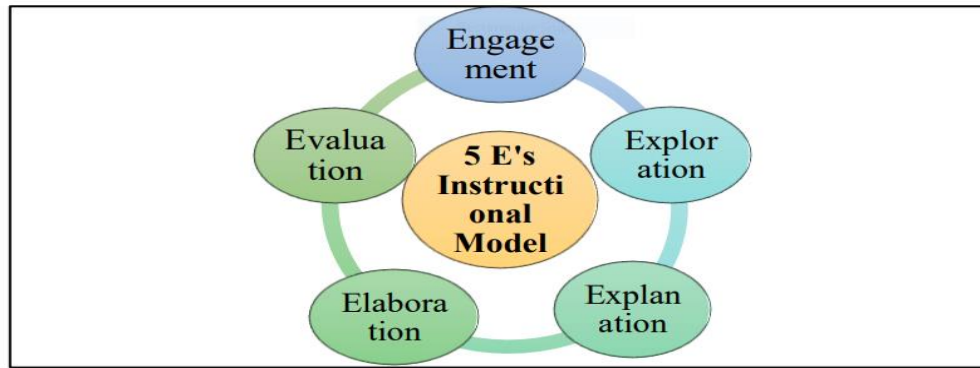 Engage
ment
Explor
ation
Explan
ation
Elabora
tion
Evalua
tion
5 E's
Instructi
onal
Model